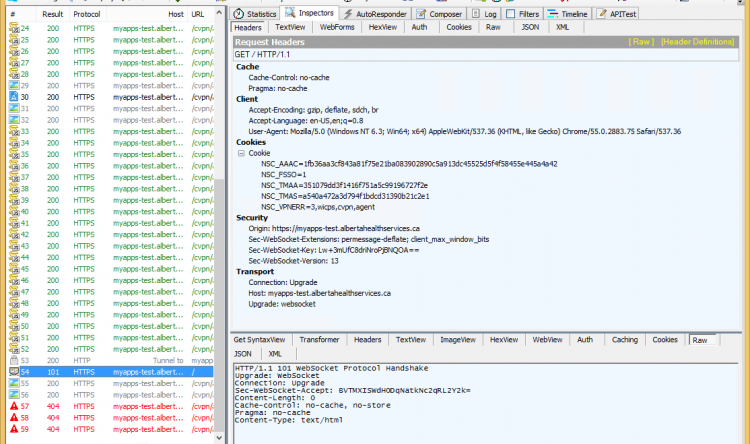 Statistics Inspectors AutoResponder Composer Log Filters Timeline APITest
# Result Protocol Host URL
Headers TextView WebForms HexView Auth Cookies Raw JSON XML
24 200 HTTPS myapps-test.albert... /cvpn/
25 200 HTTPS myapps-test.albert... /cvpn/
26 200 HTTPS myapps-test.albert... /cvpn/
27 200 HTTPS myapps-test.albert... /cvpn/
28 200 HTTPS myapps-test.albert... /cvpn/
29 200 HTTPS myapps-test.albert... /cvpn/
30 200 HTTPS myapps-test.albert... /cvpn/
31 200 HTTPS myapps-test.albert... /cvpn/
32 200 HTTPS myapps-test.albert... /cvpn/
33 200 HTTPS myapps-test.albert... /cvpn/
34 200 HTTPS myapps-test.albert... /cvpn/
35 200 HTTPS myapps-test.albert... /cvpn/
36 200 HTTPS myapps-test.albert... /cvpn/
37 200 HTTPS myapps-test.albert... /cvpn/
38 200 HTTPS myapps-test.albert... /cvpn/
39 200 HTTPS myapps-test.albert... /cvpn/
40 200 HTTPS myapps-test.albert... /cvpn/
41 200 HTTPS myapps-test.albert... /cvpn/
42 200 HTTPS myapps-test.albert... /cvpn/
43 200 HTTPS myapps-test.albert... /cvpn/
44 200 HTTPS myapps-test.albert... /cvpn/
45 200 HTTPS myapps-test.albert... /cvpn/
46 200 HTTPS myapps-test.albert... /cvpn/
47 200 HTTPS myapps-test.albert... /cvpn/
48 200 HTTPS myapps-test.albert... /cvpn/
49 200 HTTPS myapps-test.albert... /cvpn/
50 200 HTTPS myapps-test.albert... /cvpn/
51 200 HTTPS myapps-test.albert... /cvpn/
53 200 HTTP Tunnel to myapp
54 101 HTTPS myapps-test.albert... /
55 200 HTTPS myapps-test.albert... /cvpn/
56 200 HTTPS myapps-test.albert... /cvpn/
57 404 HTTPS myapps-test.albert... /cvpn/
58 404 HTTPS myapps-test.albert... /cvpn/
59 404 HTTPS myapps-test.albert... /cvpn/
Request Headers [ Raw ] [Header Definitions]
GET / HTTP/1.1
Cache
Cache-Control: no-cache
Pragma: no-cache
Client
Accept-Encoding: gzip, deflate, sdch, br
Accept-Language: en-US,en;q=0.8
User-Agent: Mozilla/5.0 (Windows NT 6.3; Win64; x64) AppleWebKit/537.36 (KHTML, like Gecko) Chrome/55.0.2883.75 Safari/537.36
Cookies
Cookie
NSC_AAAC=1fb36aa3cf843a81f75e21ba083902890c5a913dc45525d5f4f58455e445a4a42
NSC_FSSO=1
NSC_TMAA=351079dd3f1416f751a5c99196727f2e
NSC_TMAS=a540a472a3d794f1bdcd31390b21c2e1
NSC_VPNERR=3,wicps,cvpn,agent
Security
Origin: https://myapps-test.albertahealthservices.ca
Sec-WebSocket-Extensions: permessage-deflate; client_max_window_bits
Sec-WebSocket-Key: Lw+3mUfC8driNroPjBNQOA==
Sec-WebSocket-Version: 13
Transport
Connection: Upgrade
Host: myapps-test.albertahealthservices.ca
Upgrade: websocket
Get SyntaxView Transformer Headers TextView ImageView HexView WebView Auth Caching Cookies Raw
JSON XML
HTTP/1.1 101 WebSocket Protocol Handshake
Upgrade: WebSocket
Connection: Upgrade
Sec-WebSocket-Accept: BVTMXISWdHODqNatkNc2qRL2Y2k=
Content-Length: 0
Cache-control: no-cache, no-store
Pragma: no-cache
Content-Type: text/html